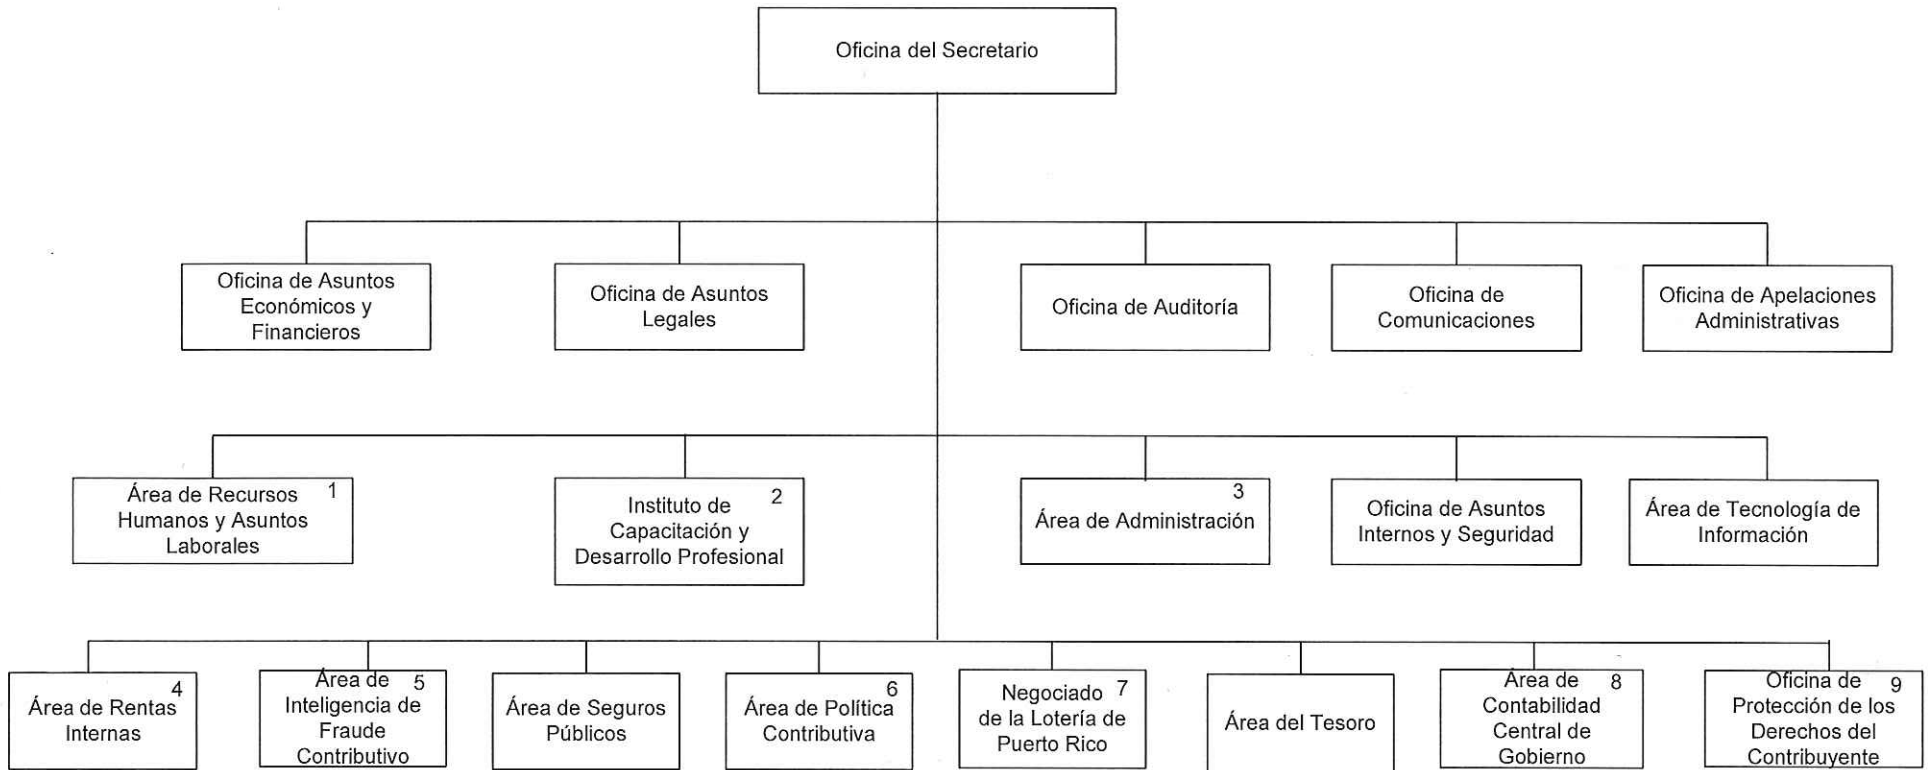 Oficina del Secretario
Oficina de Asuntos
Económicos y
Financieros
Oficina de Asuntos
Legales
Oficina de Auditoría
Oficina de
Comunicaciones
Oficina de Apelaciones
Administrativas
Área de Recursos 1
Humanos y Asuntos
Laborales
2
Instituto de
Capacitación y
Desarrollo Profesional
3
Área de Administración
Oficina de Asuntos
Internos y Seguridad
Área de Tecnología de
Información
4
Área de Rentas
Internas
Área de 5
Inteligencia de
Fraude
Contributivo
Área de Seguros
Públicos
6
Área de Política
Contributiva
Negociado 7
de la Lotería de
Puerto Rico
Área del Tesoro
Área de 8
Contabilidad
Central de
Gobierno
Oficina de 9
Protección de los
Derechos del
Contribuyente